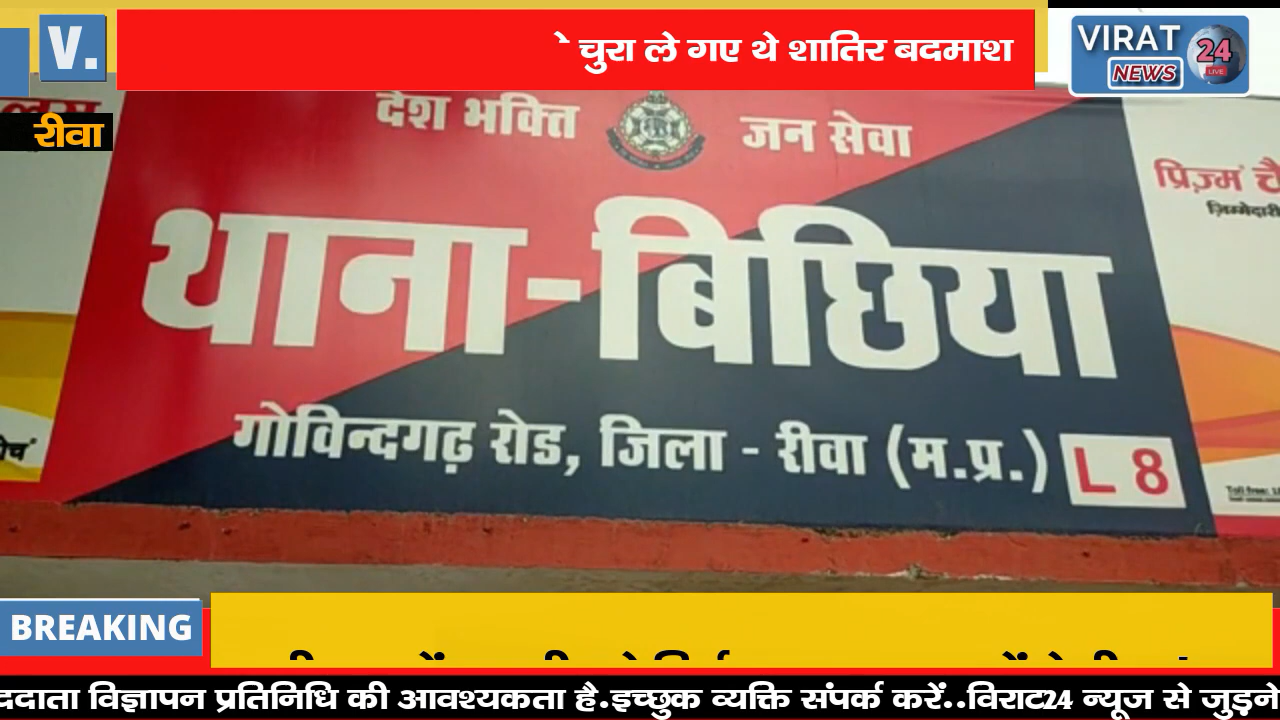 V.
चुरा ले गए थे शातिर बदमाश
VIRAT
24
LIVE
NEWS
रीवा
देश भक्ति जन सेवा
थाना-बिछिया
गोविन्दगढ़ रोड, जिला - रीवा (म.प्र.)
L 8
प्रिज़्म
BREAKING
विज्ञापन प्रतिनिधि की आवश्यकता है.इच्छुक व्यक्ति संपर्क करें..विराट24 न्यूज से जुड़ने